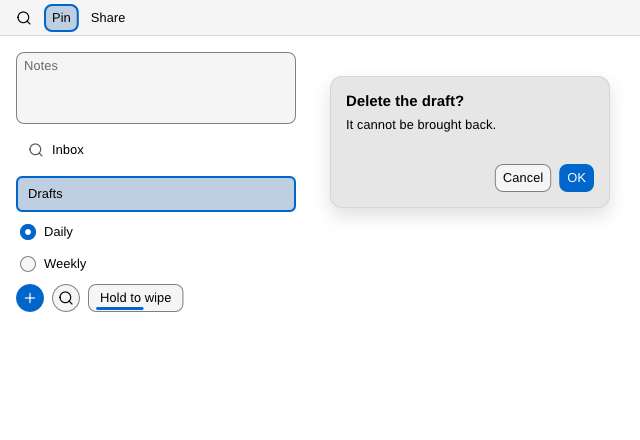 Pin Share
Notes
Inbox
Drafts
Daily
Weekly
Hold to wipe
Delete the draft?
It cannot be brought back.
Cancel OK